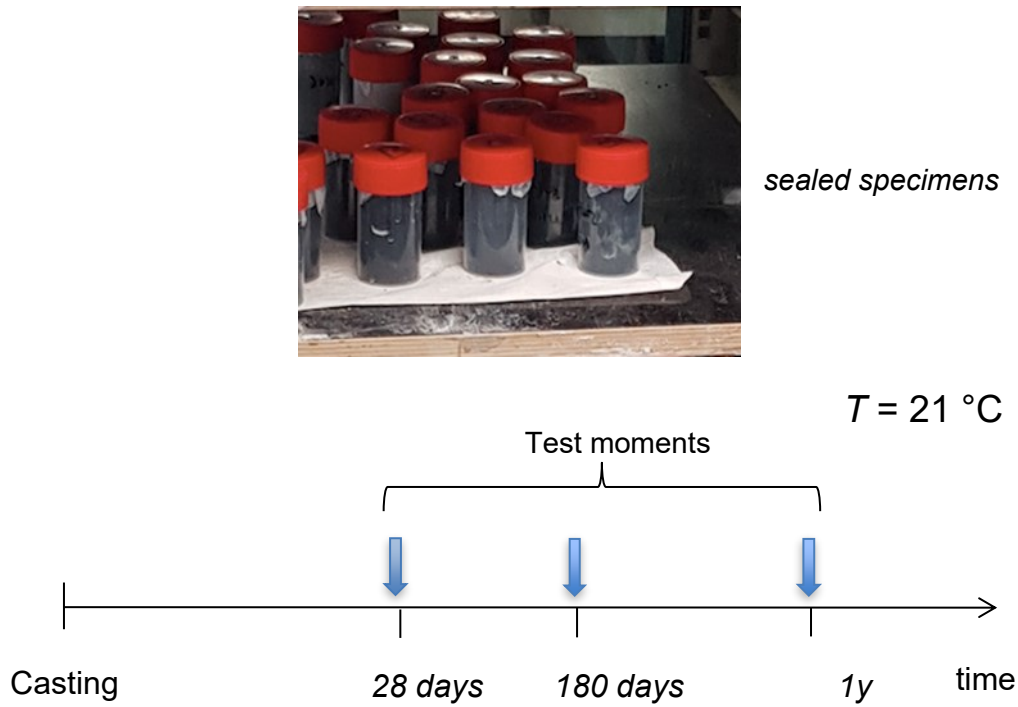 sealed specimens
T = 21 °C
Test moments
Casting
28 days
180 days
1y
time